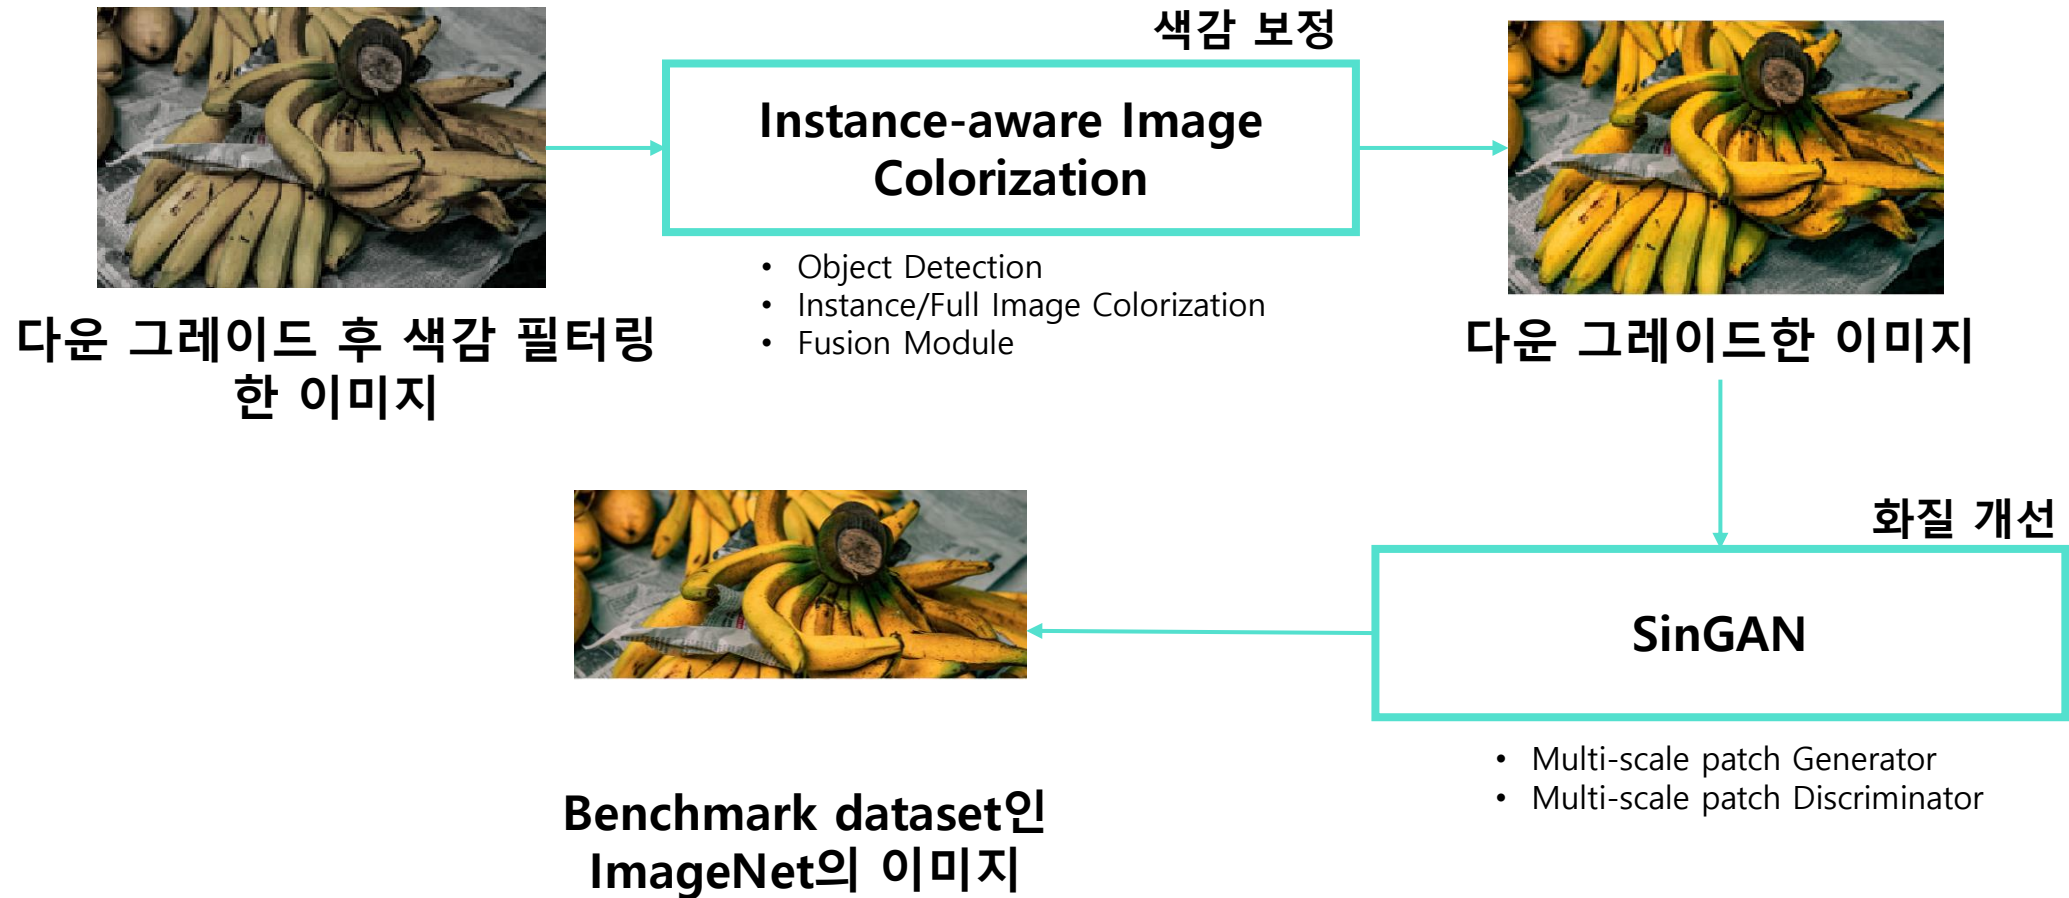 색감 보정
Instance-aware Image
Colorization
• Object Detection
• Instance/Full Image Colorization
• Fusion Module
다운 그레이드 후 색감 필터링
한 이미지
다운 그레이드한 이미지
화질 개선
SinGAN
• Multi-scale patch Generator
• Multi-scale patch Discriminator
Benchmark dataset인
ImageNet의 이미지